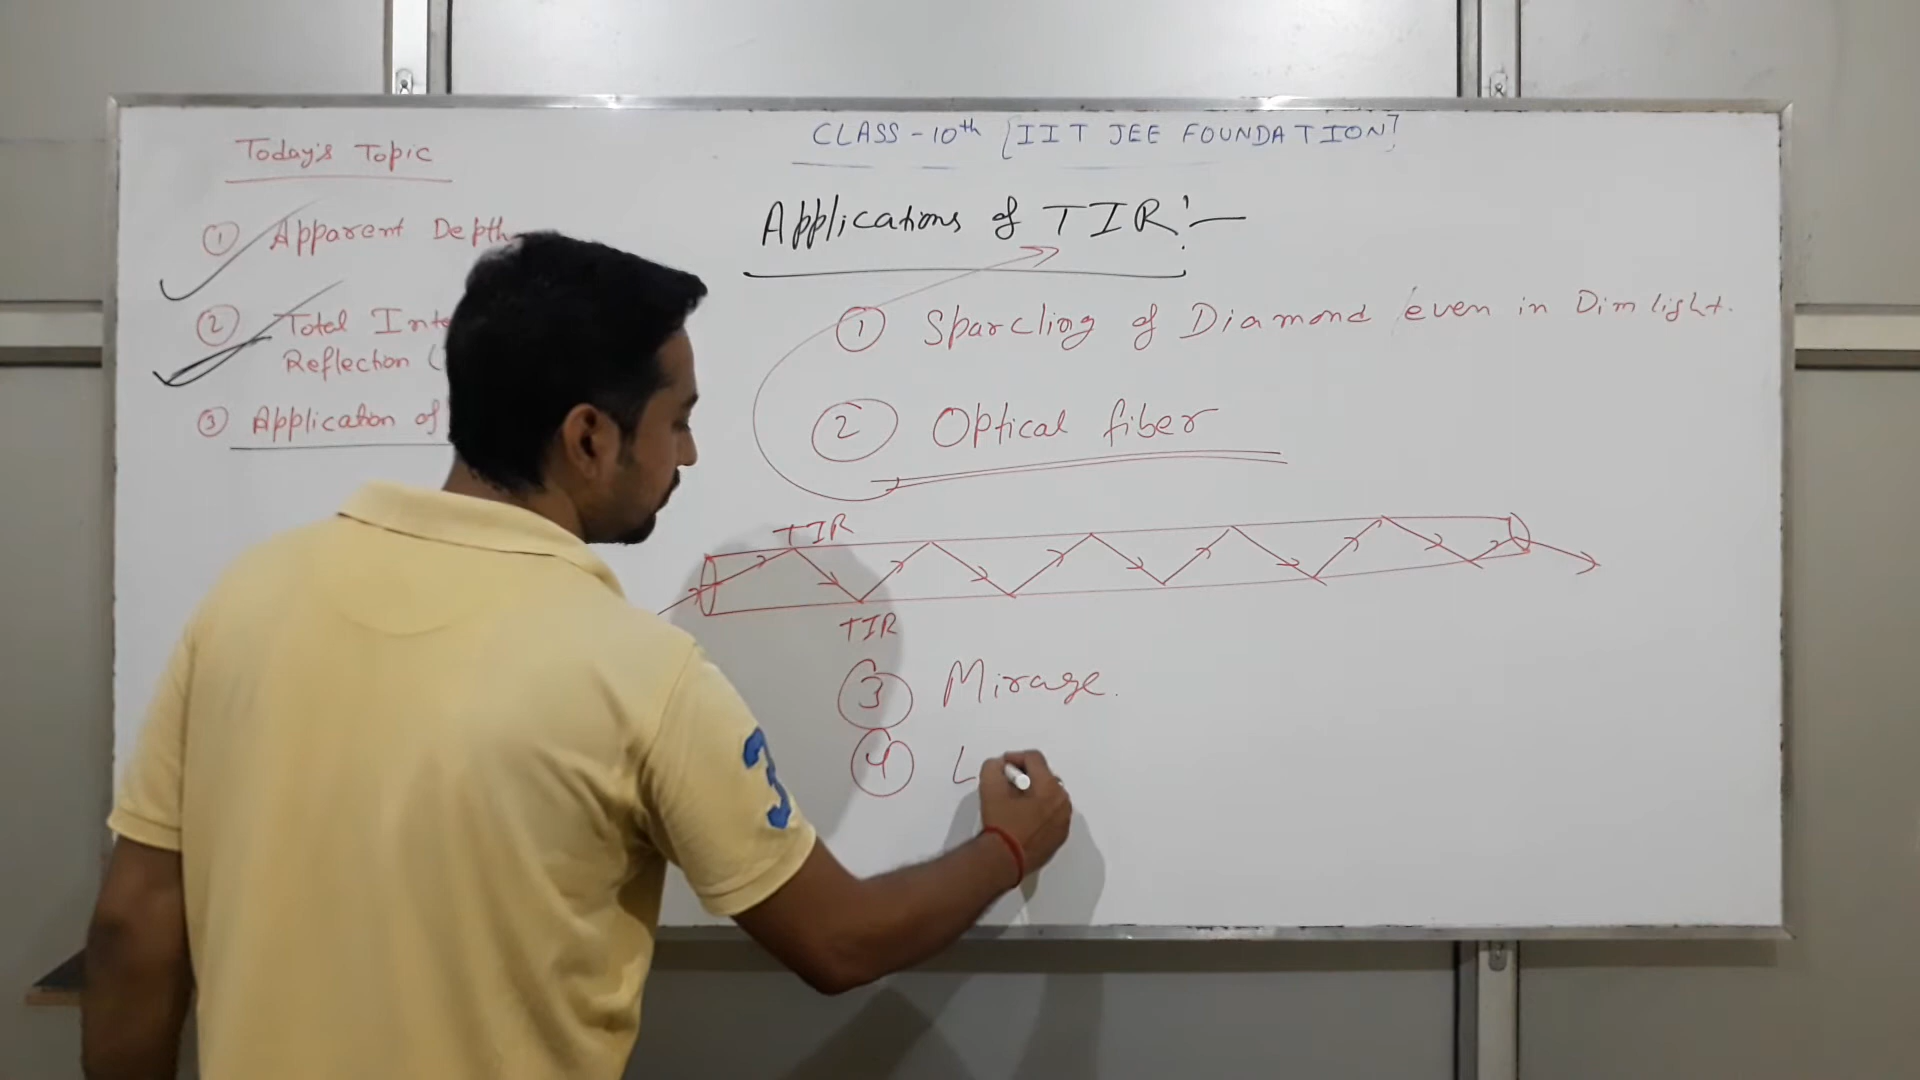 Today's Topic
① Apparent Depth
② Total Inte
Reflection (
③ Application of
CLASS - 10th [IIT JEE FOUNDATION]
Applications of TIR:-
① Sparcling of Diamond even in Dim light.
② Optical fiber
TIR
TIR
③ Mirage.
④ L
3